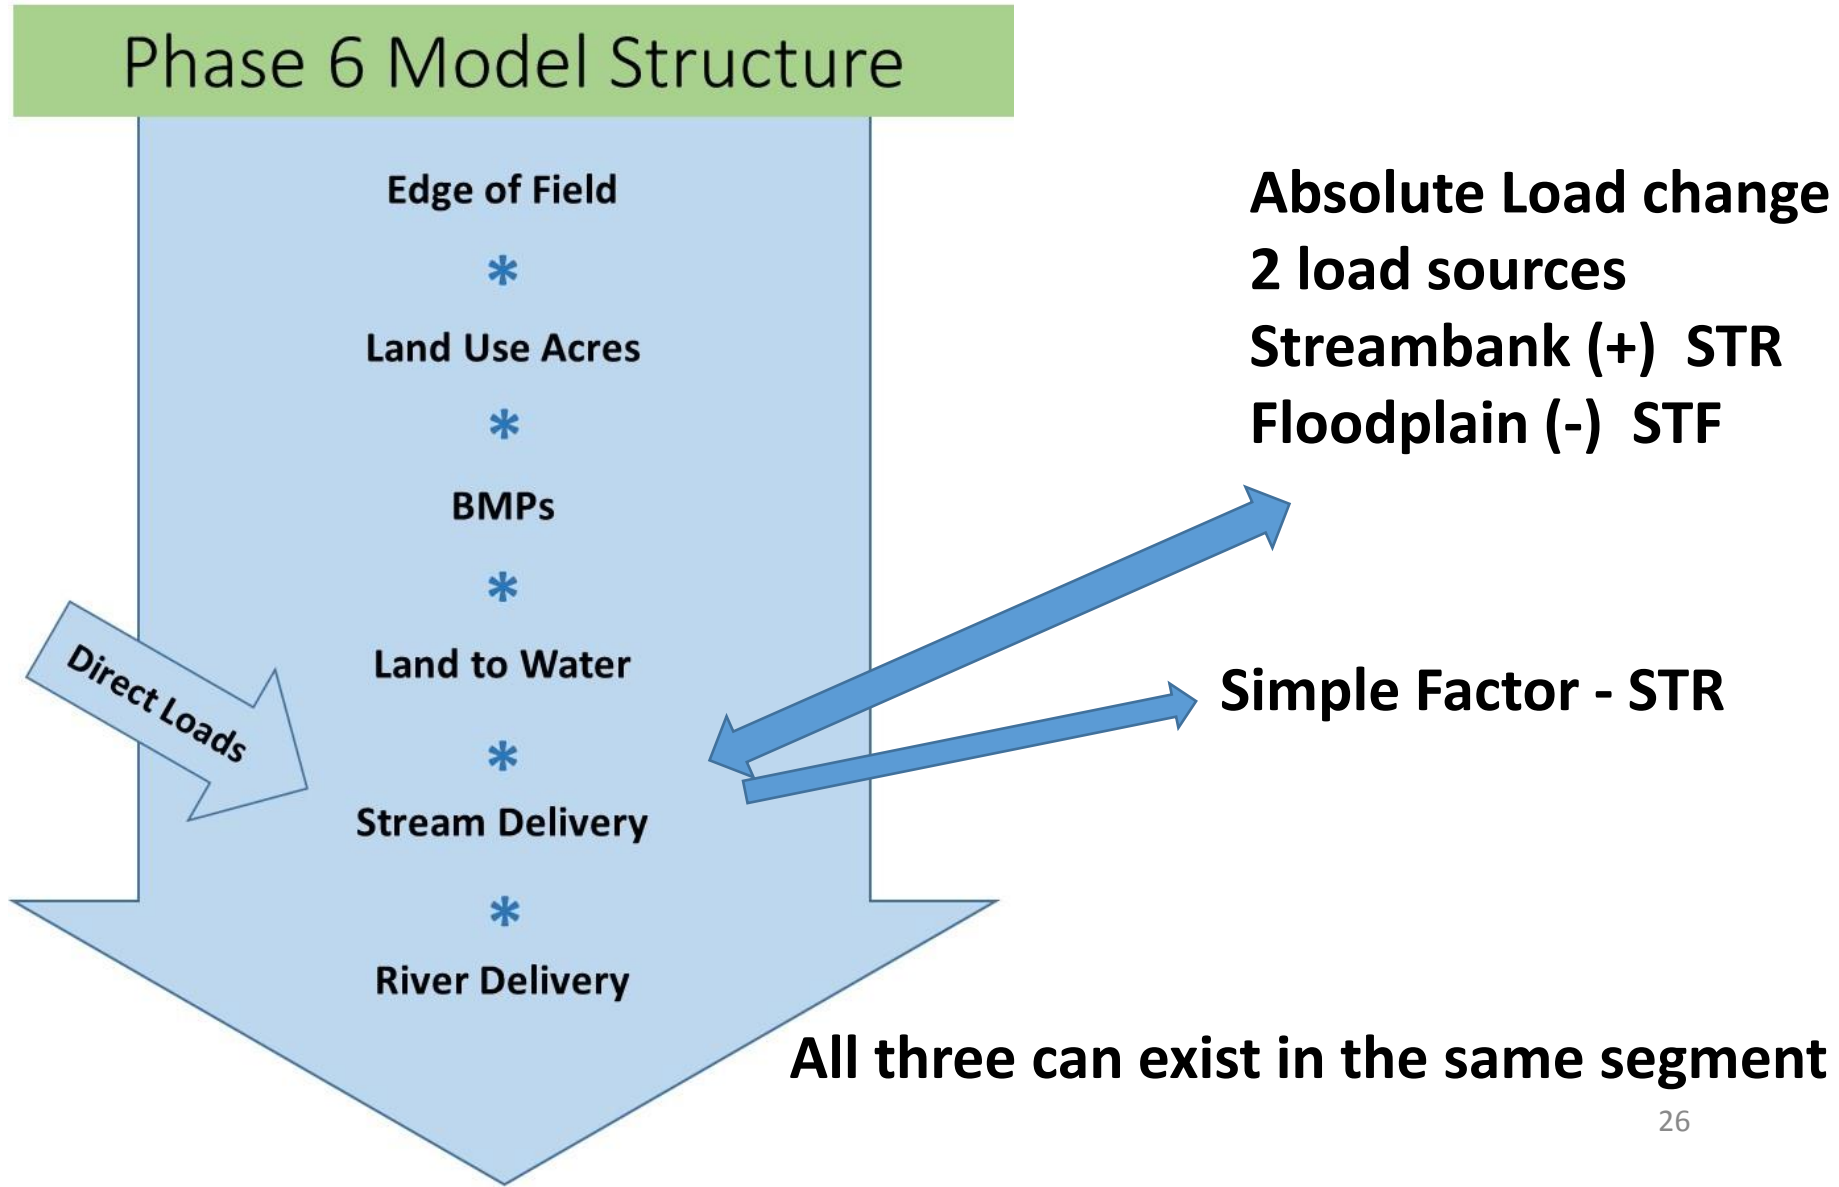 Phase 6 Model Structure
Edge of Field
*
Land Use Acres
*
BMPs
*
Land to Water
*
Stream Delivery
*
River Delivery
Direct Loads
Absolute Load change
2 load sources
Streambank (+) STR
Floodplain (-) STF
Simple Factor - STR
All three can exist in the same segment
26